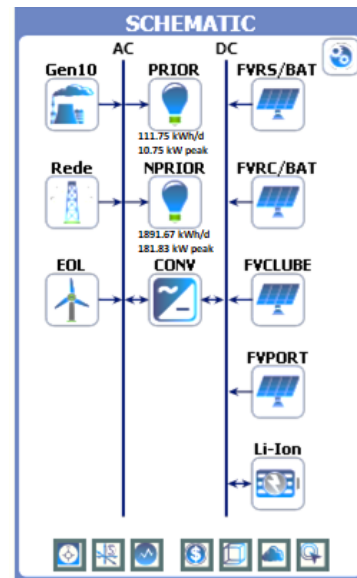 SCHEMATIC
AC DC
Gen10 PRIOR FVRS/BAT
111.75 kWh/d
10.75 kW peak
Rede NPRIOR FVRC/BAT
1891.67 kWh/d
181.83 kW peak
EOL CONV FVCLUBE
FVPORT
Li-Ion